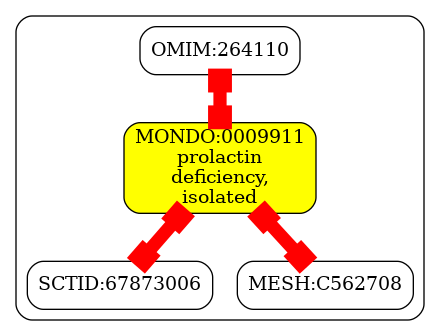 OMIM:264110
MONDO:0009911
prolactin
deficiency,
isolated
SCTID:67873006
MESH:C562708